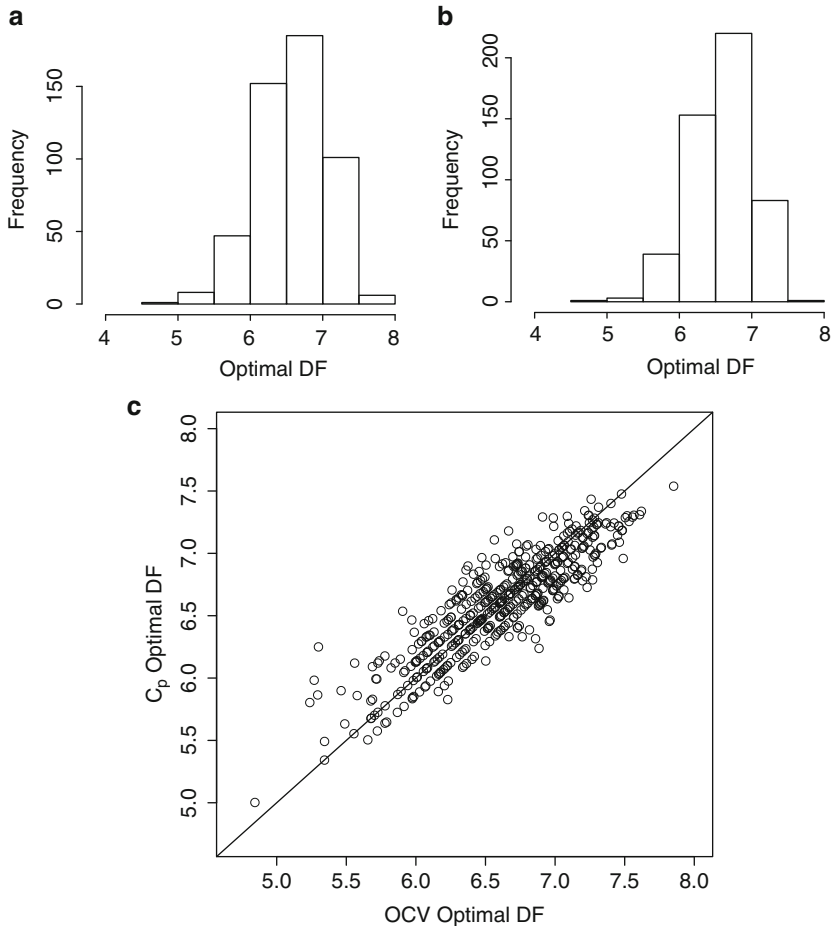 a
Frequency
0 50 100 150
4 5 6 7 8
Optimal DF
b
Frequency
0 50 100 150 200
4 5 6 7 8
Optimal DF
c
Cp Optimal DF
5.0 5.5 6.0 6.5 7.0 7.5 8.0
5.0 5.5 6.0 6.5 7.0 7.5 8.0
OCV Optimal DF